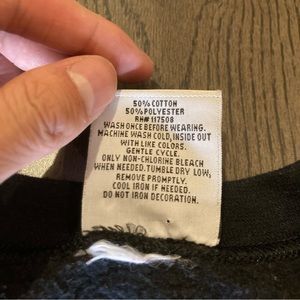 50% COTTON
50% POLYESTER
RN# 117508
WASH ONCE BEFORE WEARING.
MACHINE WASH COLD, INSIDE OUT
WITH LIKE COLORS.
GENTLE CYCLE.
ONLY NON-CHLORINE BLEACH
WHEN NEEDED. TUMBLE DRY LOW,
REMOVE PROMPTLY.
COOL IRON IF NEEDED.
DO NOT IRON DECORATION.